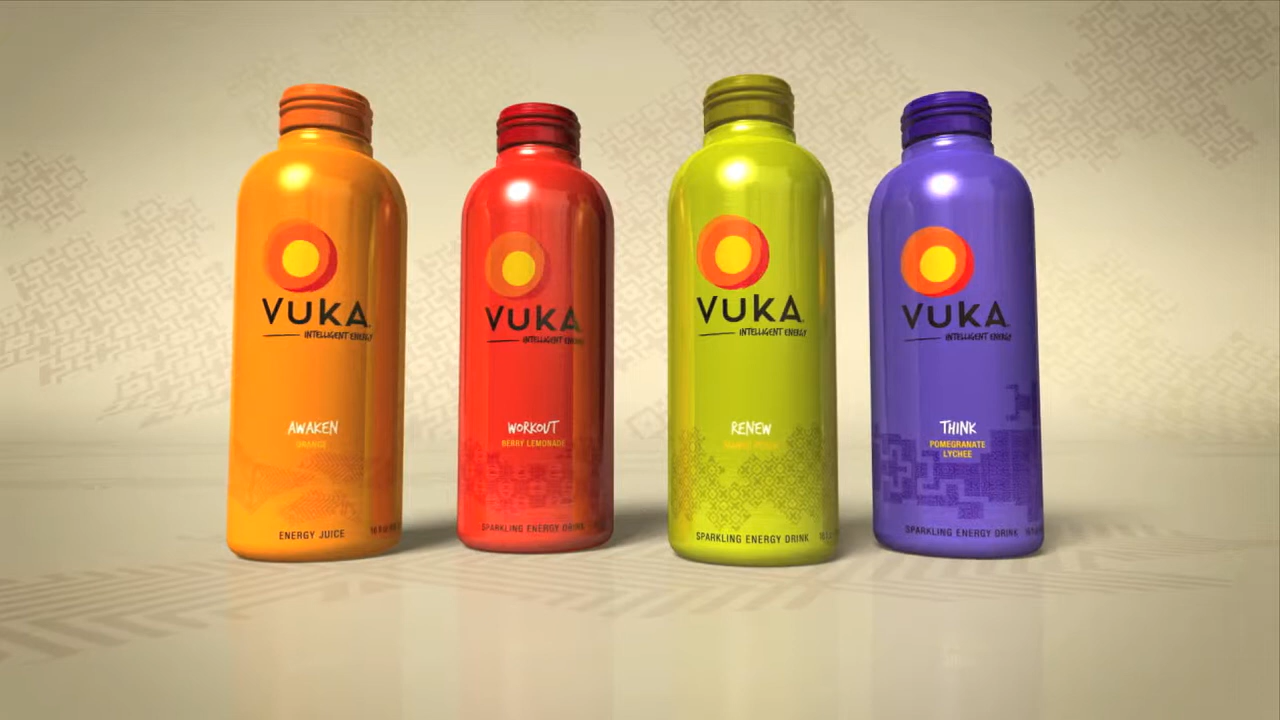 VUKA
INTELLIGENT ENERGY
AWAKEN
ORANGE
ENERGY JUICE
VUKA
INTELLIGENT ENERGY
WORKOUT
BERRY LEMONADE
SPARKLING ENERGY DRINK
VUKA
INTELLIGENT ENERGY
RENEW
SPARKLING ENERGY DRINK
VUKA
INTELLIGENT ENERGY
THINK
POMEGRANATE
LYCHEE
SPARKLING ENERGY DRINK